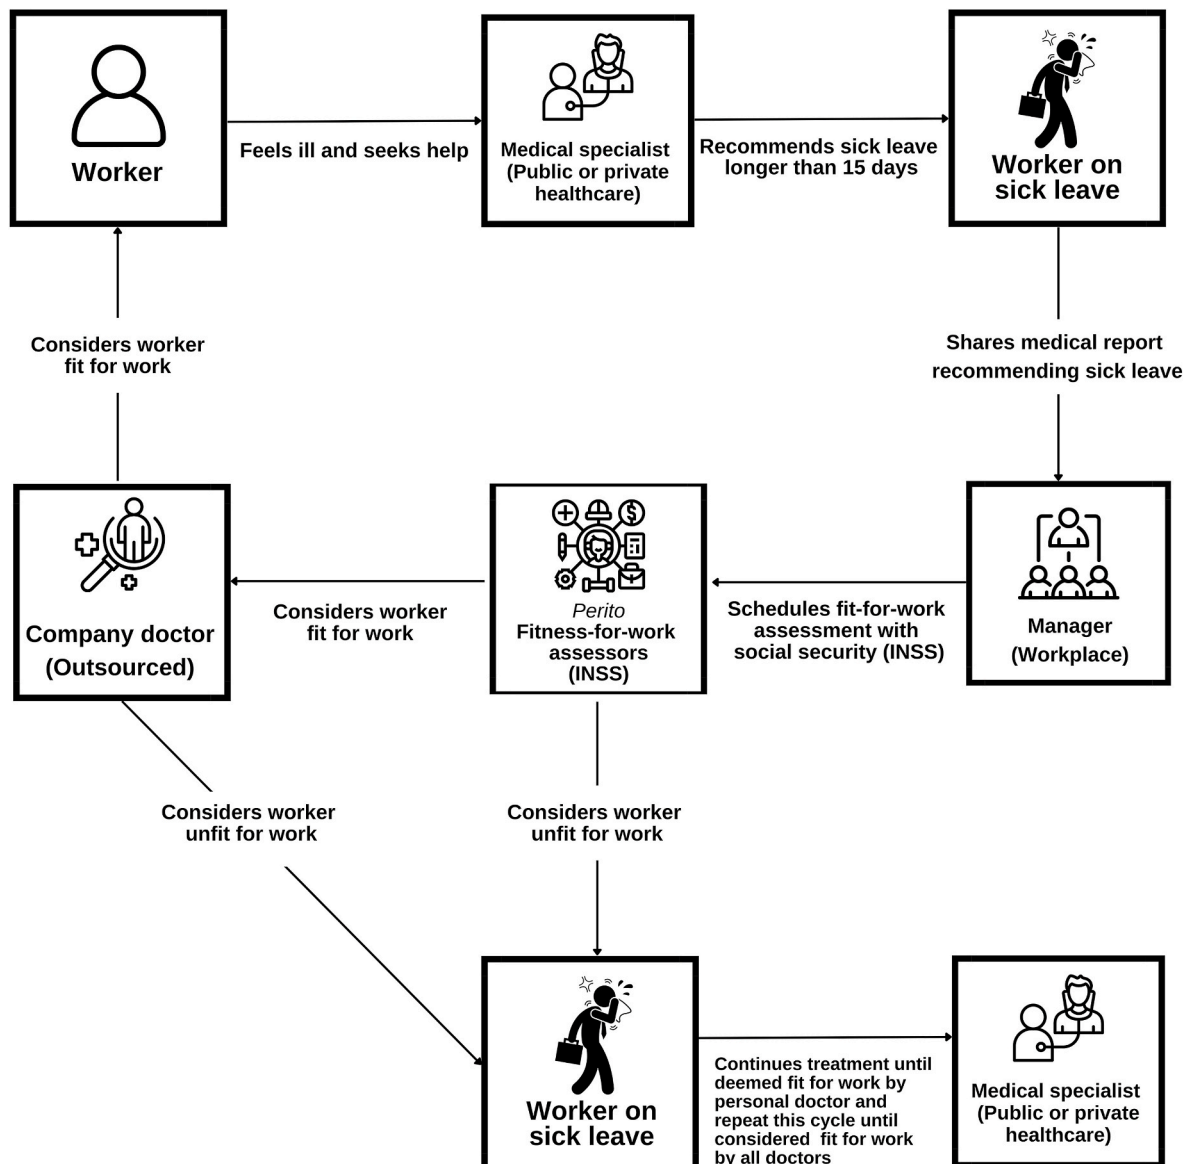 Worker
Feels ill and seeks help
Medical specialist
(Public or private
healthcare)
Recommends sick leave
longer than 15 days
Worker on
sick leave
Considers worker
fit for work
Shares medical report
recommending sick leave
Company doctor
(Outsourced)
Considers worker
fit for work
Perito
Fitness-for-work
assessors
(INSS)
Schedules fit-for-work
assessment with
social security (INSS)
Manager
(Workplace)
Considers worker
unfit for work
Considers worker
unfit for work
Worker on
sick leave
Continues treatment until
deemed fit for work by
personal doctor and
repeat this cycle until
considered fit for work
by all doctors
Medical specialist
(Public or private
healthcare)